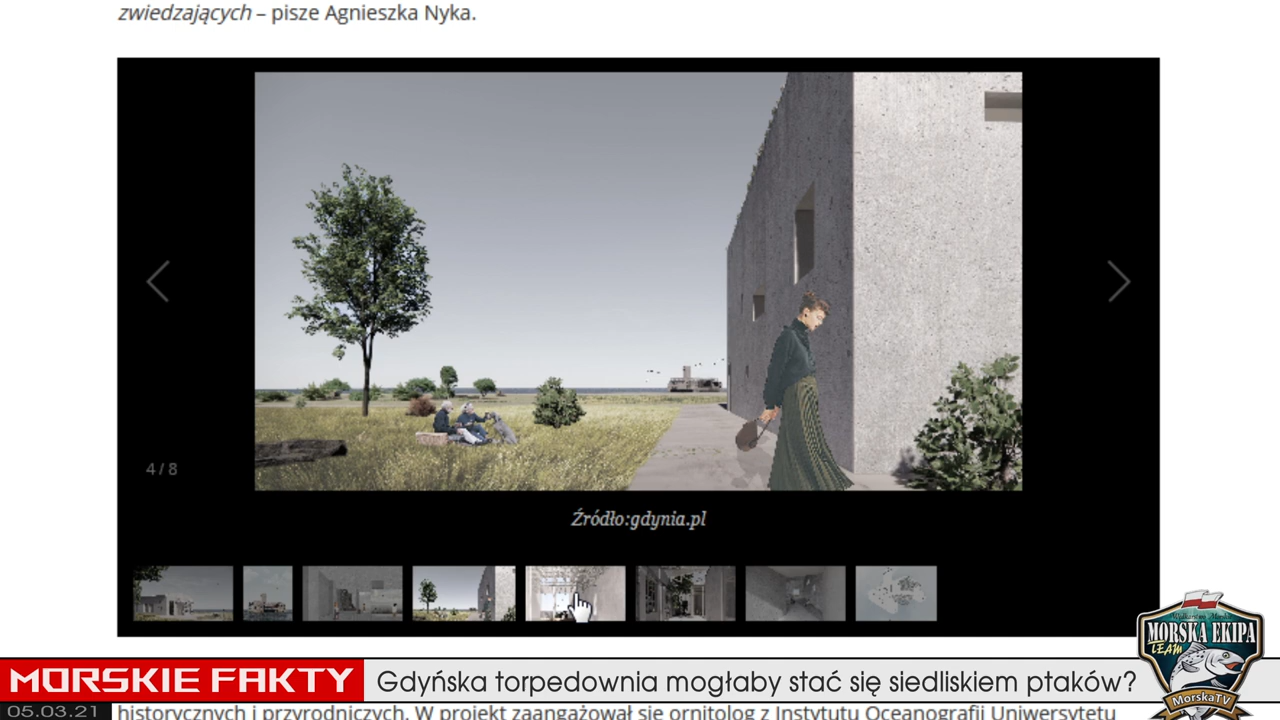 zwiedzających – pisze Agnieszka Nyka.
4 / 8
Źródło:gdynia.pl
MORSKA EKIPA
TEAM
MorskaTV
MORSKIE FAKTY
Gdyńska torpedownia mogłaby stać się siedliskiem ptaków?
05.03.21
historycznych i przyrodniczych. W projekt zaangażował się ornitolog z Instytutu Oceanografii Uniwersytetu